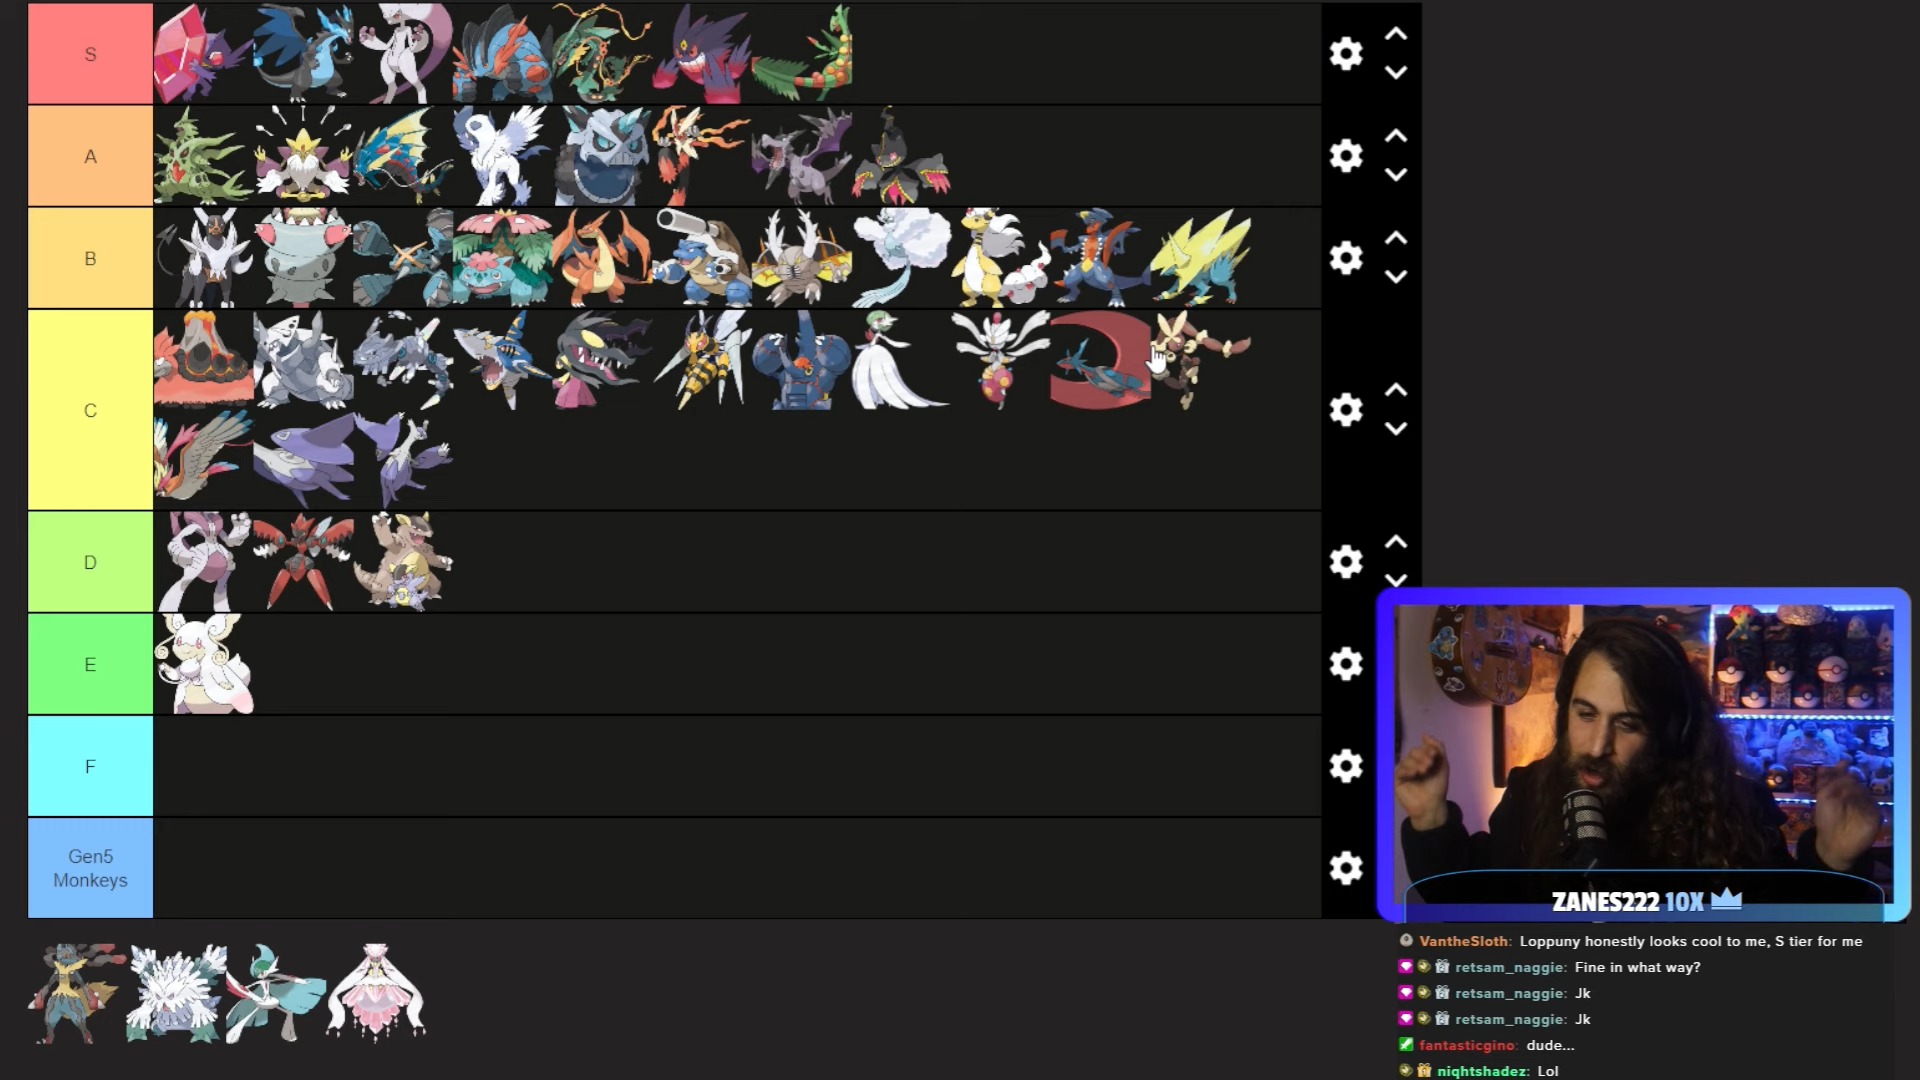 S
A
B
C
D
E
F
Gen5
Monkeys
ZANES222 10X
VantheSloth: Loppuny honestly looks cool to me, S tier for me
retsam_naggie: Fine in what way?
retsam_naggie: Jk
retsam_naggie: Jk
fantasticgino: dude...
niqhtshadez: Lol